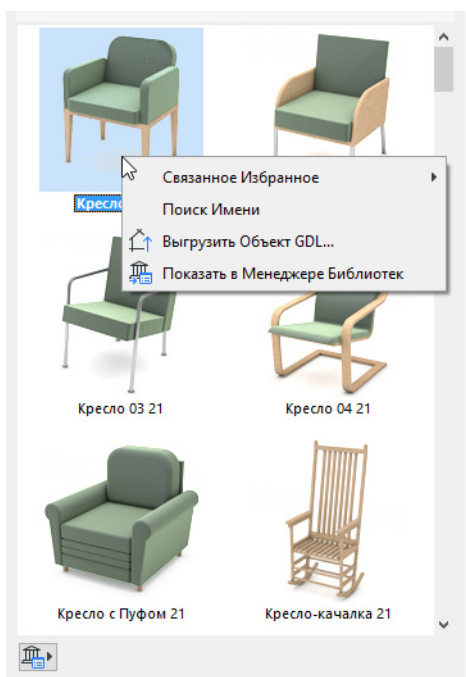 Связанное Избранное
Кресло
Поиск Имени
Выгрузить Объект GDL...
Показать в Менеджере Библиотек
Кресло 03 21
Кресло 04 21
Кресло с Пуфом 21
Кресло-качалка 21